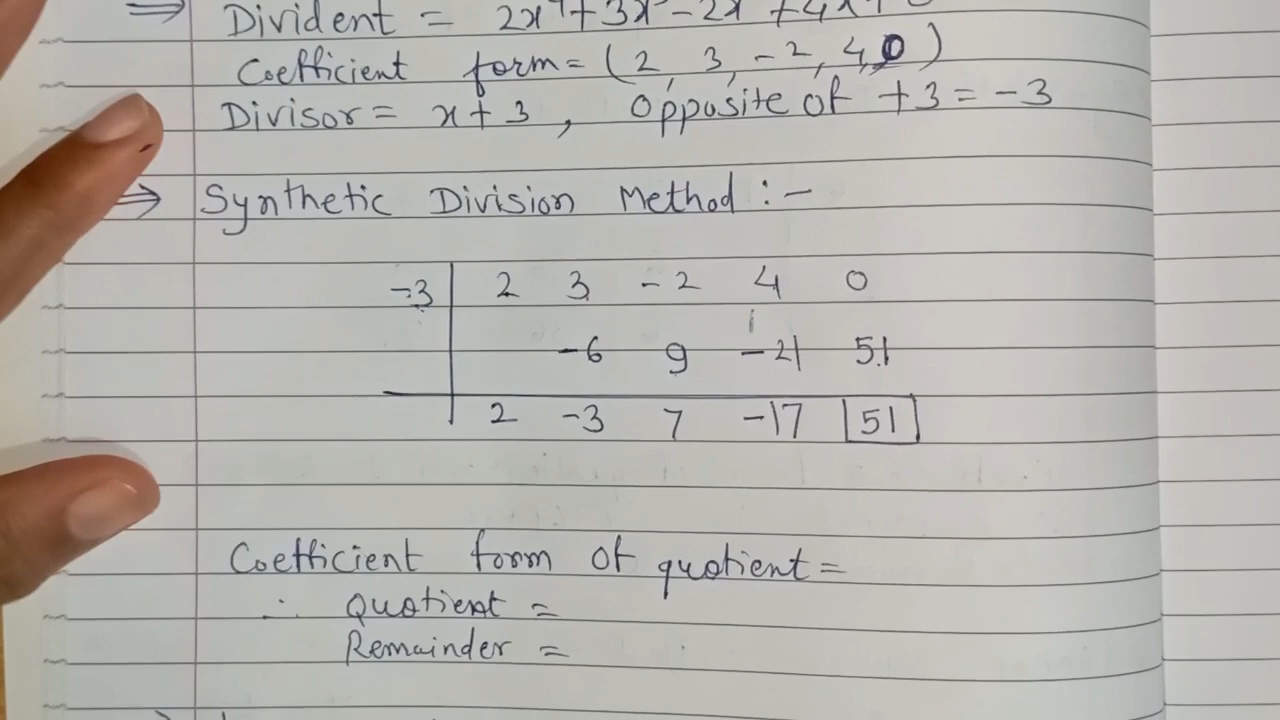 ⇒ Divident = 2x⁴+3x³-2x²+4x+0
Coefficient form = (2, 3, -2, 4, 0)
Divisor = x+3, Opposite of +3 = -3
⇒ Synthetic Division Method :-
-3 2 3 -2 4 0
-6 9 -21 51
2 -3 7 -17 51
Coefficient form of quotient =
∴ Quotient =
Remainder =